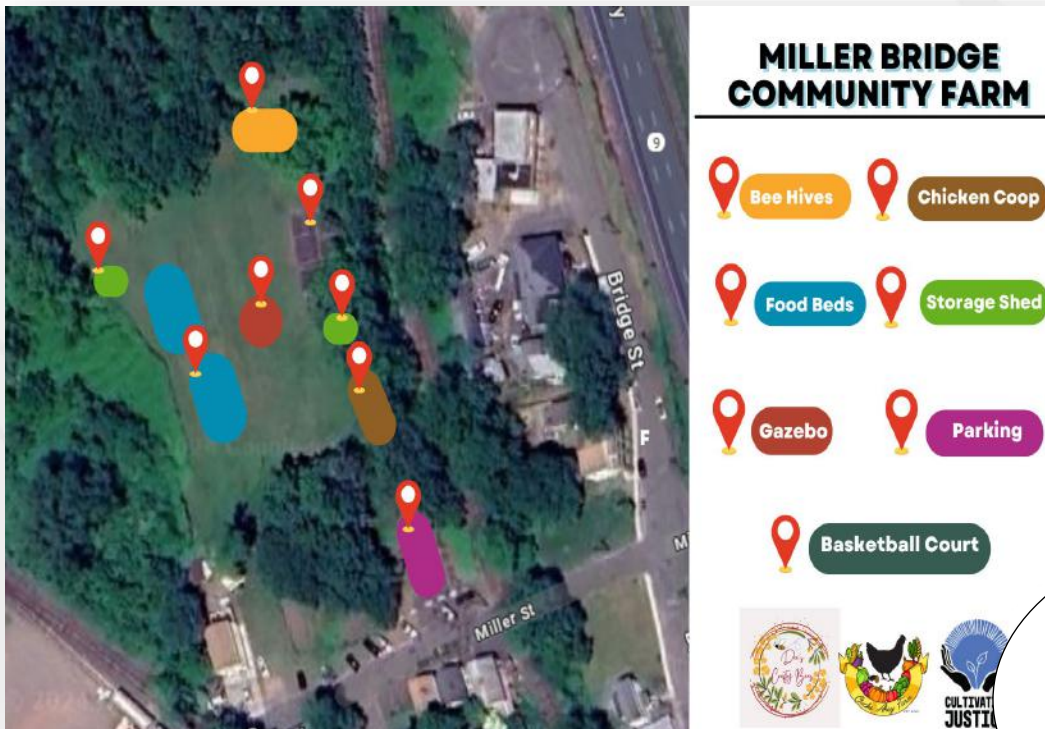 MILLER BRIDGE
COMMUNITY FARM
Bee Hives
Chicken Coop
Food Beds
Storage Shed
Gazebo
Parking
Basketball Court
9
Bridge St
Miller St
CULTIVAT
JUSTI